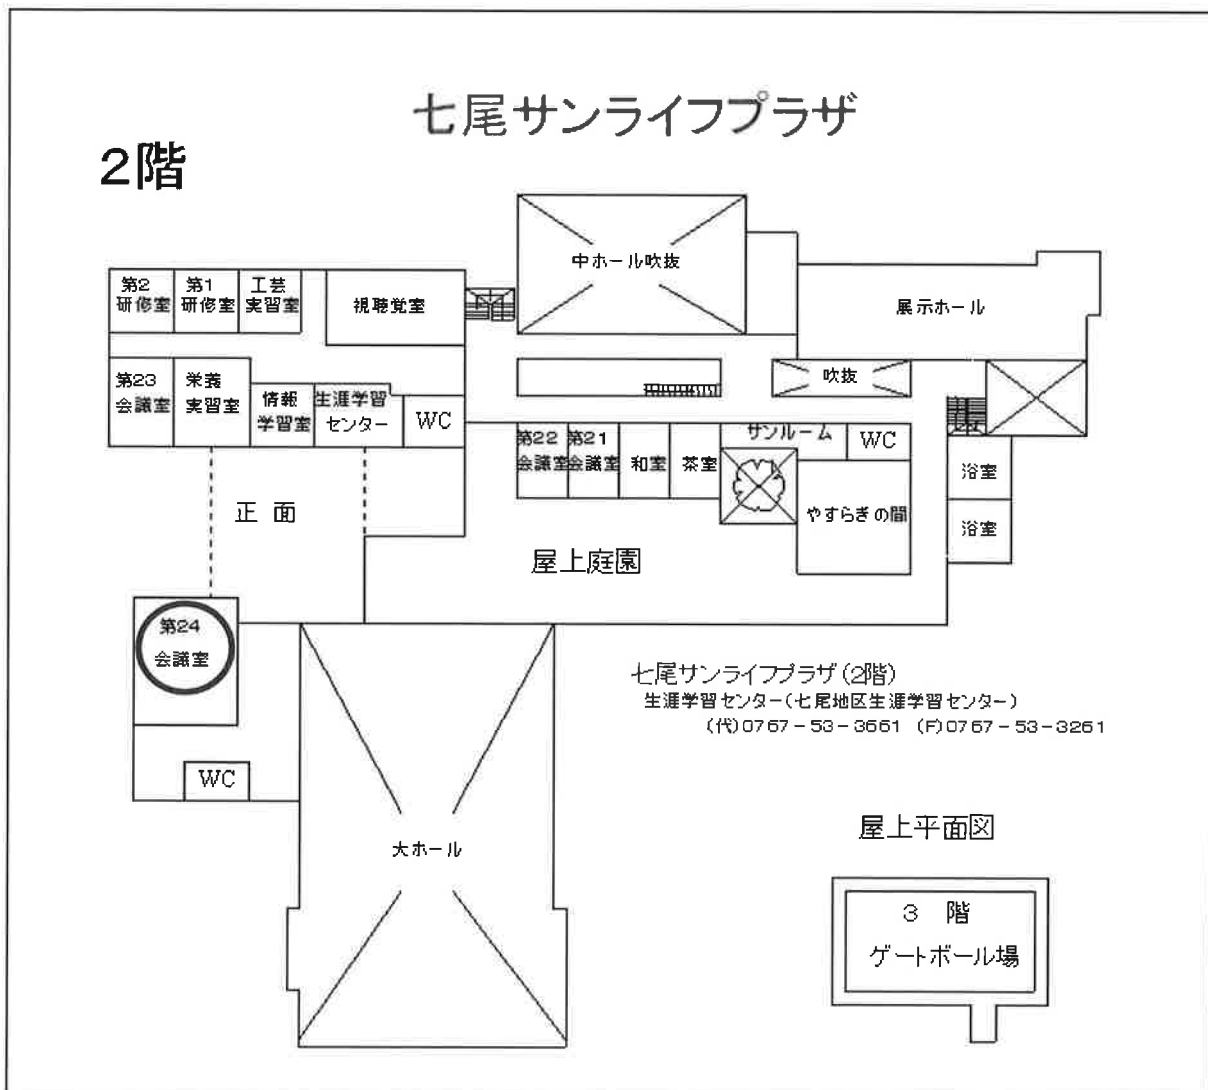 七尾サンライフプラザ
2階
中ホール吹抜
第2
研修室
第1
研修室
工芸
実習室
視聴覚室
展示ホール
第23
会議室
栄養
実習室
情報
学習室
生涯学習
センター
WC
吹抜
第22
会議室
第21
会議室
和室
茶室
サンルーム
WC
やすらぎの間
浴室
浴室
正面
屋上庭園
第24
会議室
七尾サンライフプラザ(2階)
生涯学習センター(七尾地区生涯学習センター)
(代)0767-53-3661 (F)0767-53-3261
WC
大ホール
屋上平面図
3 階
ゲートボール場